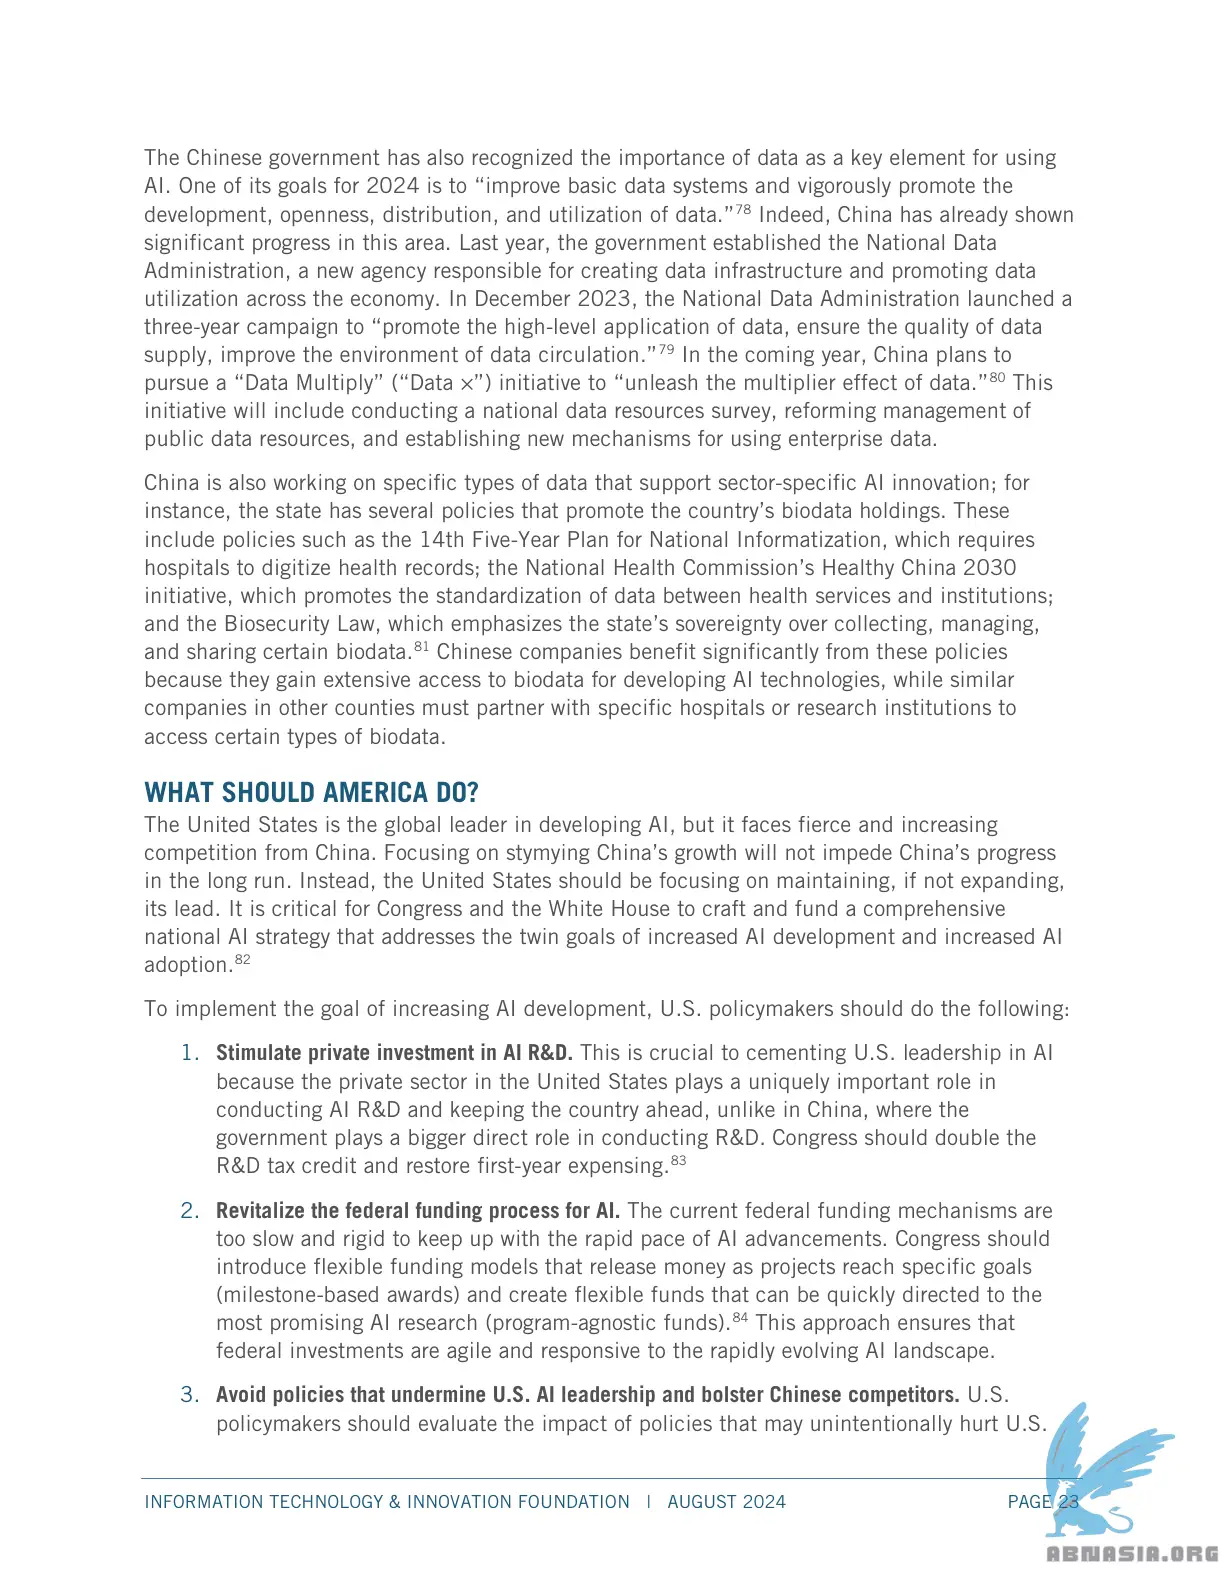 The Chinese government has also recognized the importance of data as a key element for using
AI. One of its goals for 2024 is to “improve basic data systems and vigorously promote the
development, openness, distribution, and utilization of data.”78 Indeed, China has already shown
significant progress in this area. Last year, the government established the National Data
Administration, a new agency responsible for creating data infrastructure and promoting data
utilization across the economy. In December 2023, the National Data Administration launched a
three-year campaign to “promote the high-level application of data, ensure the quality of data
supply, improve the environment of data circulation.”79 In the coming year, China plans to
pursue a “Data Multiply” (“Data ×”) initiative to “unleash the multiplier effect of data.”80 This
initiative will include conducting a national data resources survey, reforming management of
public data resources, and establishing new mechanisms for using enterprise data.
China is also working on specific types of data that support sector-specific AI innovation; for
instance, the state has several policies that promote the country’s biodata holdings. These
include policies such as the 14th Five-Year Plan for National Informatization, which requires
hospitals to digitize health records; the National Health Commission’s Healthy China 2030
initiative, which promotes the standardization of data between health services and institutions;
and the Biosecurity Law, which emphasizes the state’s sovereignty over collecting, managing,
and sharing certain biodata.81 Chinese companies benefit significantly from these policies
because they gain extensive access to biodata for developing AI technologies, while similar
companies in other counties must partner with specific hospitals or research institutions to
access certain types of biodata.
WHAT SHOULD AMERICA DO?
The United States is the global leader in developing AI, but it faces fierce and increasing
competition from China. Focusing on stymying China’s growth will not impede China’s progress
in the long run. Instead, the United States should be focusing on maintaining, if not expanding,
its lead. It is critical for Congress and the White House to craft and fund a comprehensive
national AI strategy that addresses the twin goals of increased AI development and increased AI
adoption.82
To implement the goal of increasing AI development, U.S. policymakers should do the following:
1. Stimulate private investment in AI R&D. This is crucial to cementing U.S. leadership in AI
because the private sector in the United States plays a uniquely important role in
conducting AI R&D and keeping the country ahead, unlike in China, where the
government plays a bigger direct role in conducting R&D. Congress should double the
R&D tax credit and restore first-year expensing.83
2. Revitalize the federal funding process for AI. The current federal funding mechanisms are
too slow and rigid to keep up with the rapid pace of AI advancements. Congress should
introduce flexible funding models that release money as projects reach specific goals
(milestone-based awards) and create flexible funds that can be quickly directed to the
most promising AI research (program-agnostic funds).84 This approach ensures that
federal investments are agile and responsive to the rapidly evolving AI landscape.
3. Avoid policies that undermine U.S. AI leadership and bolster Chinese competitors. U.S.
policymakers should evaluate the impact of policies that may unintentionally hurt U.S.
INFORMATION TECHNOLOGY & INNOVATION FOUNDATION | AUGUST 2024 PAGE 23
ABNASIA.ORG